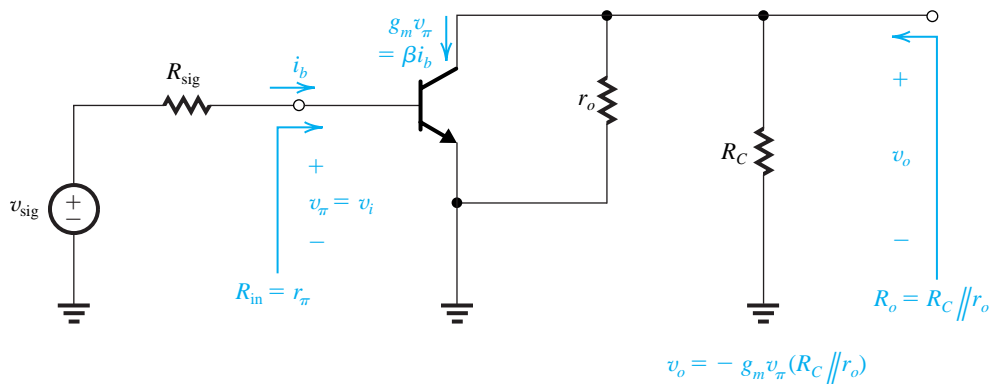 g_m v_π
= βi_b
R_sig
i_b
r_o
R_C
+
v_o
−
v_sig
+
−
+
v_π = v_i
−
R_in = r_π
R_o = R_C // r_o
v_o = − g_m v_π (R_C // r_o)